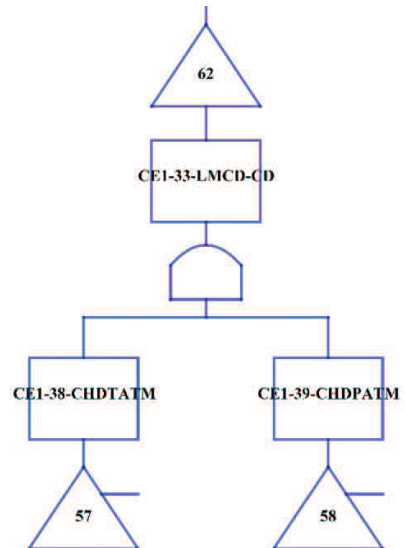 62
CE1-33-LMCD-CD
CE1-38-CHDTATM
CE1-39-CHDPATM
57
58